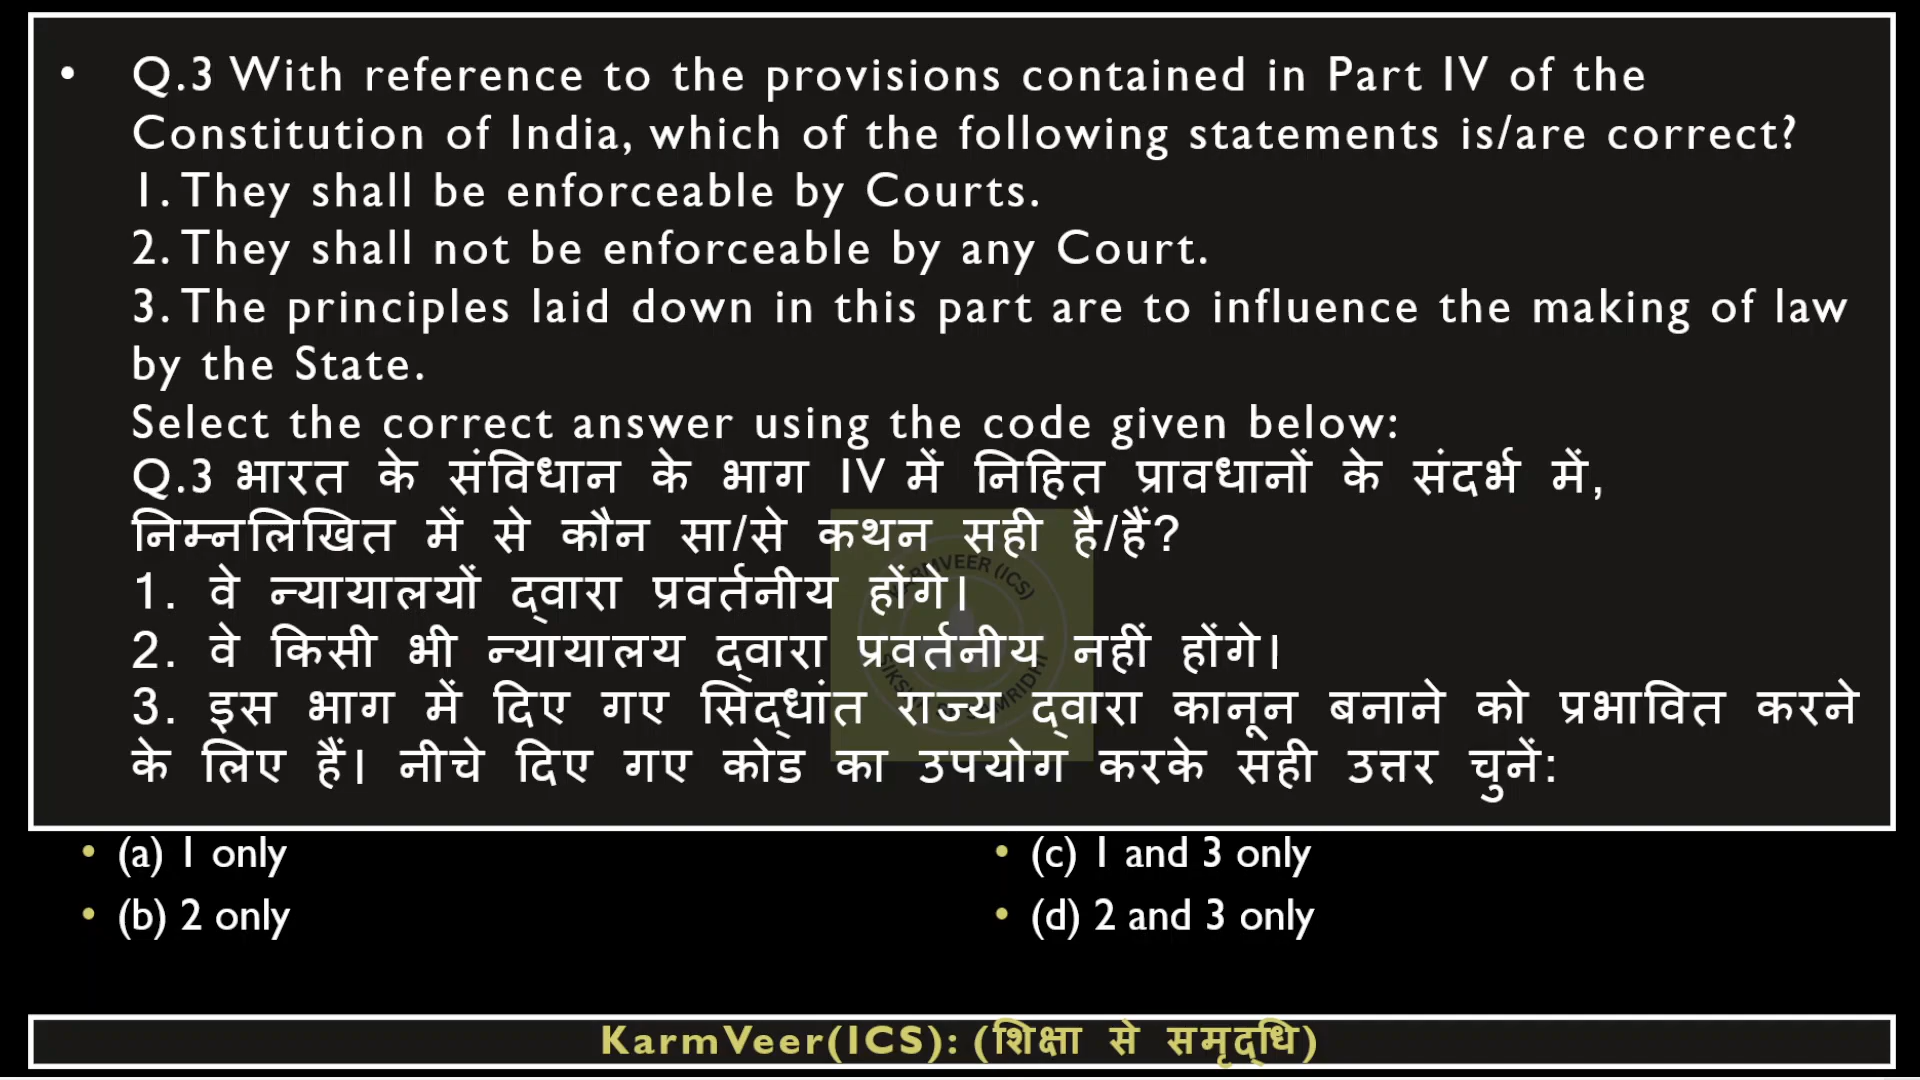 • Q.3 With reference to the provisions contained in Part IV of the
Constitution of India, which of the following statements is/are correct?
1. They shall be enforceable by Courts.
2. They shall not be enforceable by any Court.
3. The principles laid down in this part are to influence the making of law
by the State.
Select the correct answer using the code given below:
Q.3 भारत के संविधान के भाग IV में निहित प्रावधानों के संदर्भ में,
निम्नलिखित में से कौन सा/से कथन सही है/हैं?
1. वे न्यायालयों द्वारा प्रवर्तनीय होंगे।
2. वे किसी भी न्यायालय द्वारा प्रवर्तनीय नहीं होंगे।
3. इस भाग में दिए गए सिद्धांत राज्य द्वारा कानून बनाने को प्रभावित करने
के लिए हैं। नीचे दिए गए कोड का उपयोग करके सही उत्तर चुनें:
• (a) 1 only
• (b) 2 only
• (c) 1 and 3 only
• (d) 2 and 3 only
KarmVeer(ICS): (शिक्षा से समृद्धि)